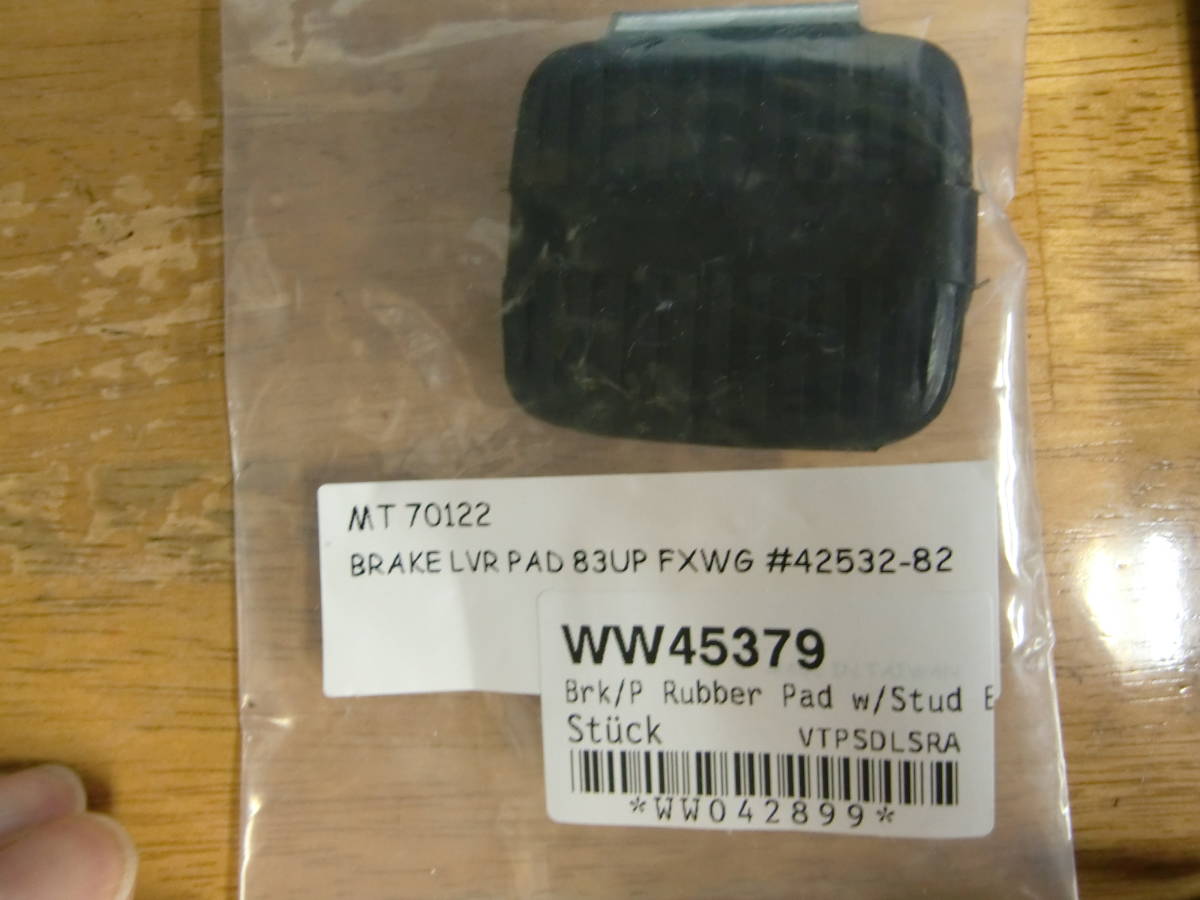 MT 70122
BRAKE LVR PAD 83UP FXWG #42532-82
WW45379
Brk/P Rubber Pad w/Stud
Stück VTPSDLSRA
*WW042899*